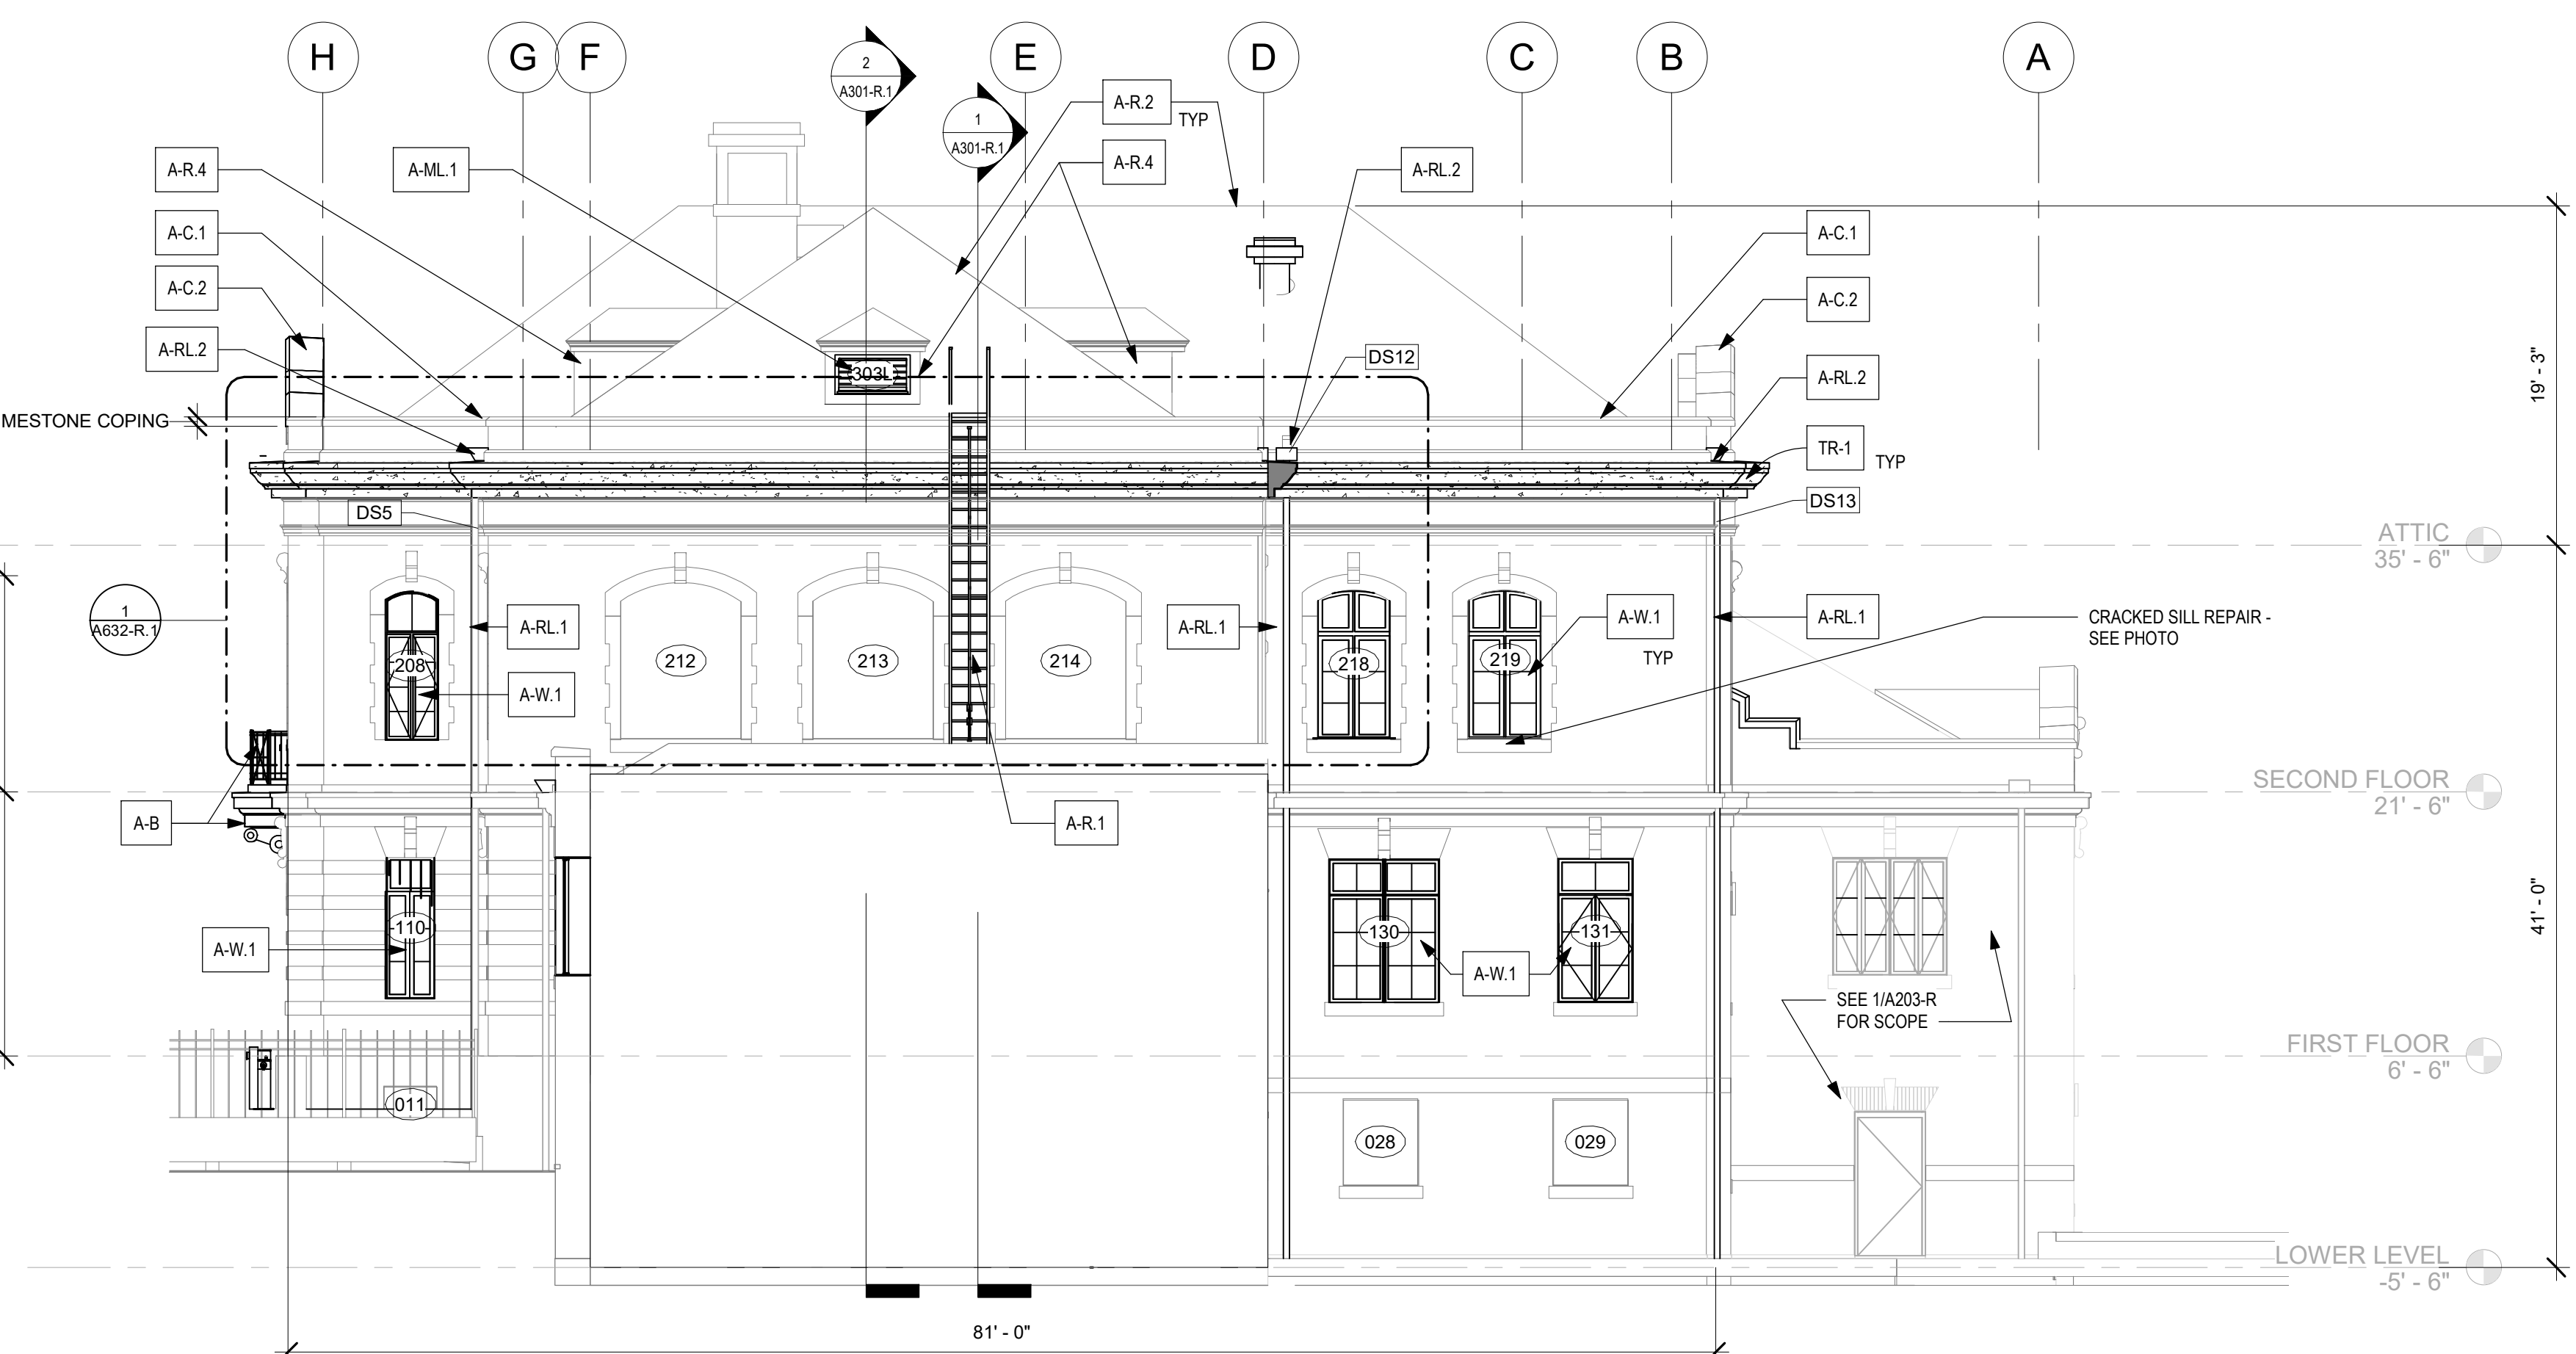 H
G
F
E
D
C
B
A
2
A301-R.1
1
A301-R.1
A-R.2
TYP
A-R.4
A-ML.1
A-R.4
A-RL.2
A-C.1
A-C.1
A-C.2
A-C.2
A-RL.2
DS12
A-RL.2
303L
19' - 3"
MESTONE COPING
TR-1
TYP
DS5
DS13
ATTIC
35' - 6"
1
A632-R.1
A-RL.1
A-RL.1
A-W.1
TYP
A-RL.1
CRACKED SILL REPAIR -
SEE PHOTO
208
212
213
214
218
219
A-W.1
SECOND FLOOR
21' - 6"
A-B
A-R.1
110
130
131
A-W.1
A-W.1
41' - 0"
SEE 1/A203-R
FOR SCOPE
FIRST FLOOR
6' - 6"
011
028
029
LOWER LEVEL
-5' - 6"
81' - 0"